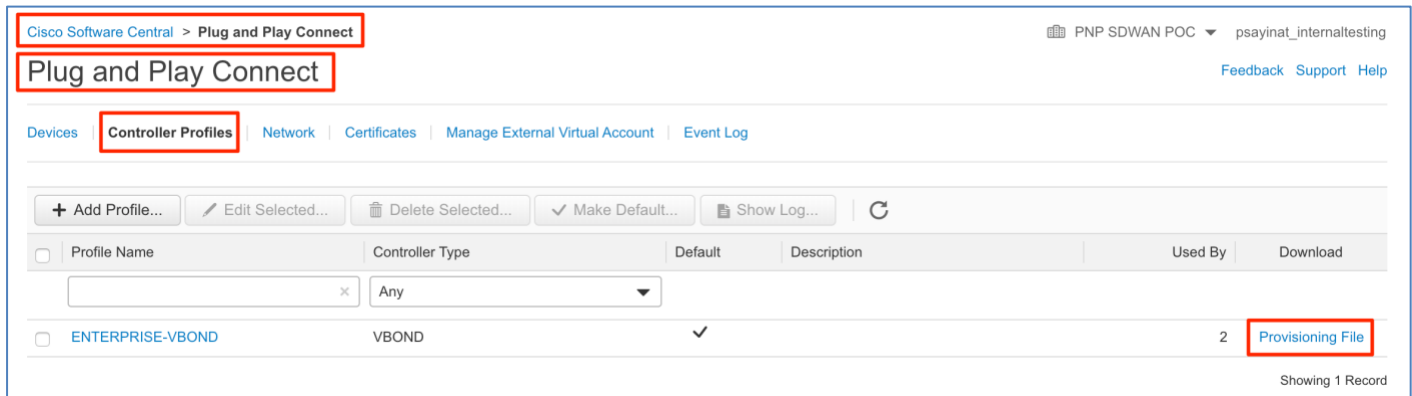 Cisco Software Central > Plug and Play Connect
PNP SDWAN POC psayinat_internaltesting
Plug and Play Connect
Feedback Support Help
Devices Controller Profiles Network Certificates Manage External Virtual Account Event Log
+ Add Profile... Edit Selected... Delete Selected... Make Default... Show Log...
Profile Name Controller Type Default Description Used By Download
× Any
ENTERPRISE-VBOND VBOND 2 Provisioning File
Showing 1 Record